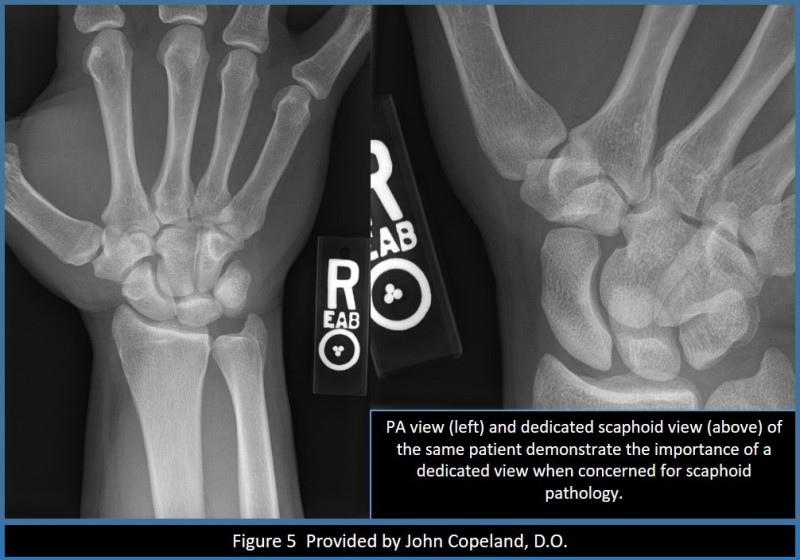 R
EAB
R
EAB
PA view (left) and dedicated scaphoid view (above) of
the same patient demonstrate the importance of a
dedicated view when concerned for scaphoid
pathology.
Figure 5  Provided by John Copeland, D.O.